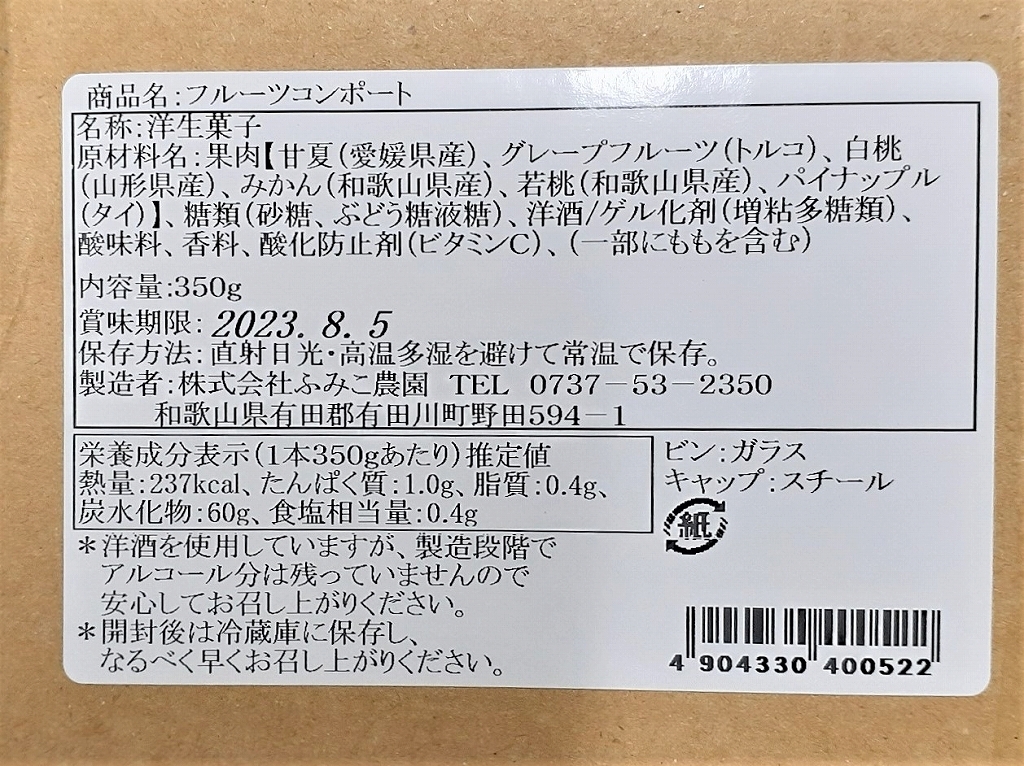 商品名:フルーツコンポート
名称:洋生菓子
原材料名:果肉【甘夏(愛媛県産)、グレープフルーツ(トルコ)、白桃
(山形県産)、みかん(和歌山県産)、若桃(和歌山県産)、パイナップル
(タイ)】、糖類(砂糖、ぶどう糖液糖)、洋酒/ゲル化剤(増粘多糖類)、
酸味料、香料、酸化防止剤(ビタミンC)、(一部にももを含む)
内容量:350g
賞味期限: 2023. 8. 5
保存方法:直射日光・高温多湿を避けて常温で保存。
製造者:株式会社ふみこ農園 TEL 0737-53-2350
和歌山県有田郡有田川町野田594-1
栄養成分表示(1本350gあたり)推定値
熱量:237kcal、たんぱく質:1.0g、脂質:0.4g、
炭水化物:60g、食塩相当量:0.4g
ビン:ガラス
キャップ:スチール
紙
*洋酒を使用していますが、製造段階で
アルコール分は残っていませんので
安心してお召し上がりください。
*開封後は冷蔵庫に保存し、
なるべく早くお召し上がりください。
4 904330 400522